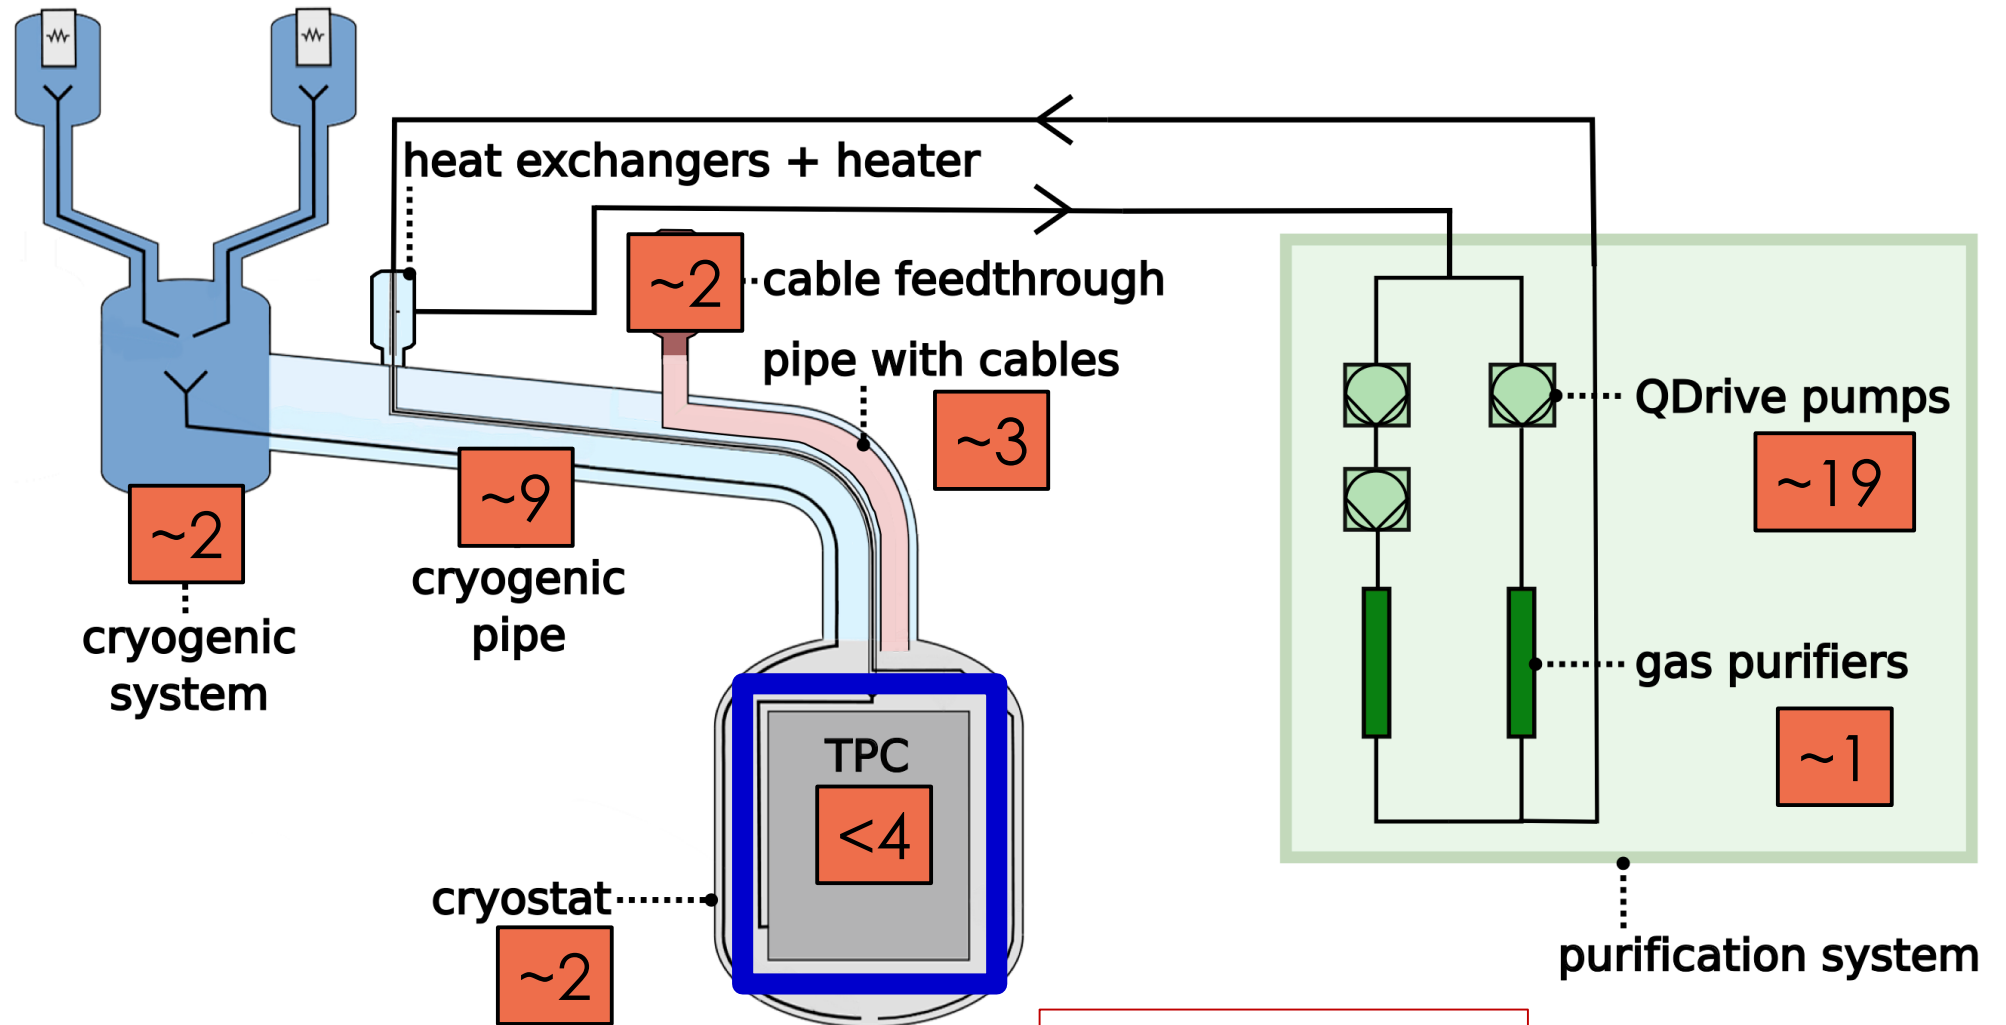 heat exchangers + heater
~2
cable feedthrough
pipe with cables
~3
QDrive pumps
~19
~9
cryogenic
pipe
~2
cryogenic
system
gas purifiers
~1
TPC
<4
cryostat
~2
purification system